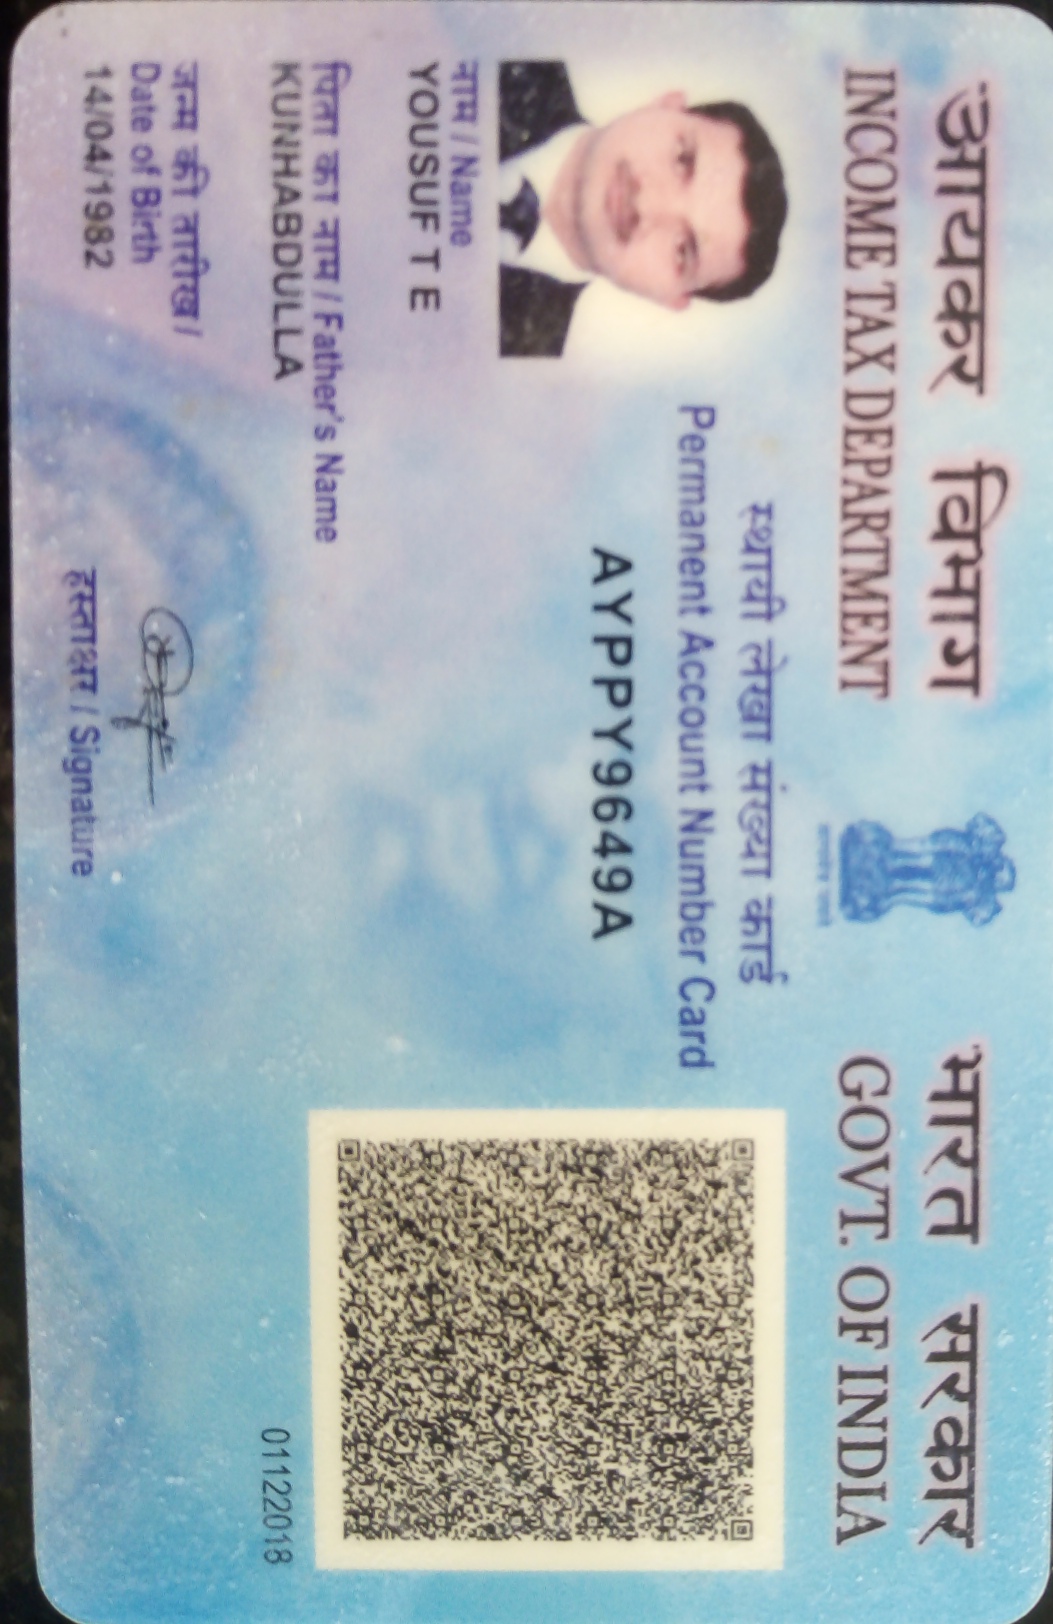 आयकर विभाग
INCOME TAX DEPARTMENT
भारत सरकार
GOVT. OF INDIA
स्थायी लेखा संख्या कार्ड
Permanent Account Number Card
AYPPY9649A
नाम / Name
YOUSUF T E
पिता का नाम / Father's Name
KUNHABDULLA
जन्म की तारीख /
Date of Birth
14/04/1982
हस्ताक्षर / Signature
01122018